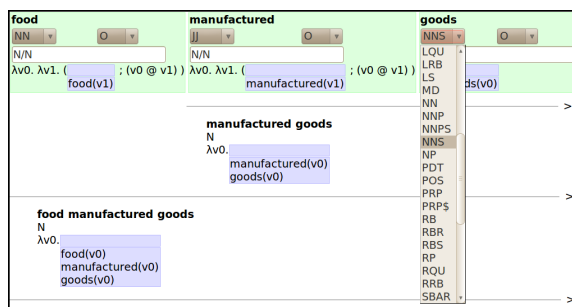 food manufactured goods
NN O JJ O NNS O
N/N N/N
λv0. λv1. ( ; (v0 @ v1) ) λv0. λv1. ( ; (v0 @ v1) )
food(v1) manufactured(v1) ds(v0)
LQU
LRB
LS
MD
NN
NNP
NNPS
NNS
NP
PDT
POS
PRP
PRP$
RB
RBR
RBS
RP
RQU
RRB
SBAR
>
manufactured goods
N
λv0.
manufactured(v0)
goods(v0)
>
food manufactured goods
N
λv0.
food(v0)
manufactured(v0)
goods(v0)
>